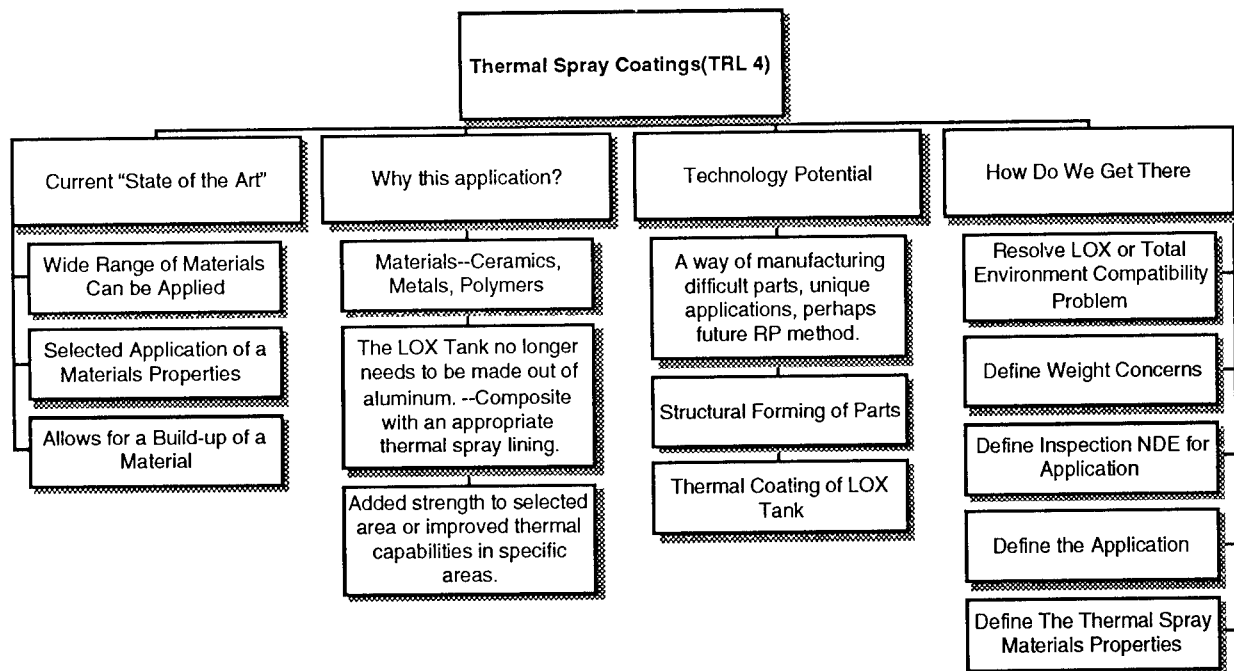 Thermal Spray Coatings(TRL 4)
Current "State of the Art"
Wide Range of Materials
Can be Applied
Selected Application of a
Materials Properties
Allows for a Build-up of a
Material
Why this application?
Materials--Ceramics,
Metals, Polymers
The LOX Tank no longer
needs to be made out of
aluminum. --Composite
with an appropriate
thermal spray lining.
Added strength to selected
area or improved thermal
capabilities in specific
areas.
Technology Potential
A way of manufacturing
difficult parts, unique
applications, perhaps
future RP method.
Structural Forming of Parts
Thermal Coating of LOX
Tank
How Do We Get There
Resolve LOX or Total
Environment Compatibility
Problem
Define Weight Concerns
Define Inspection NDE for
Application
Define the Application
Define The Thermal Spray
Materials Properties